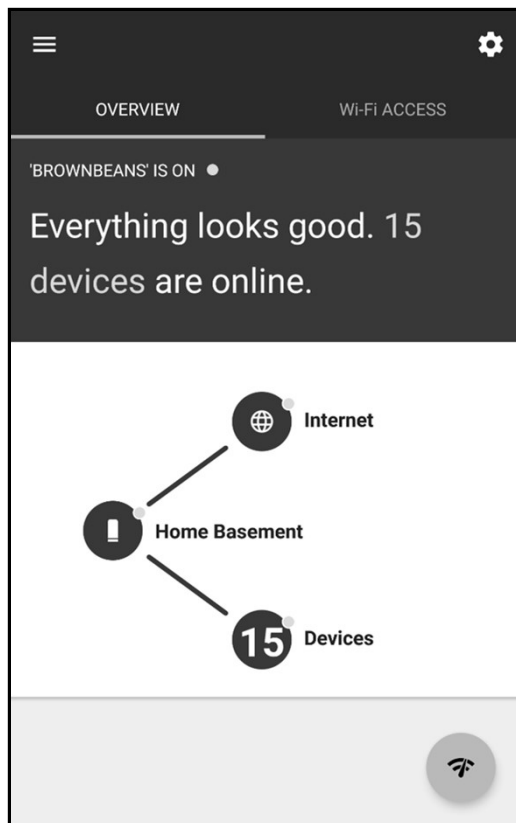 OVERVIEW
Wi-Fi ACCESS
'BROWNBEANS' IS ON
Everything looks good. 15
devices are online.
Internet
Home Basement
15 Devices